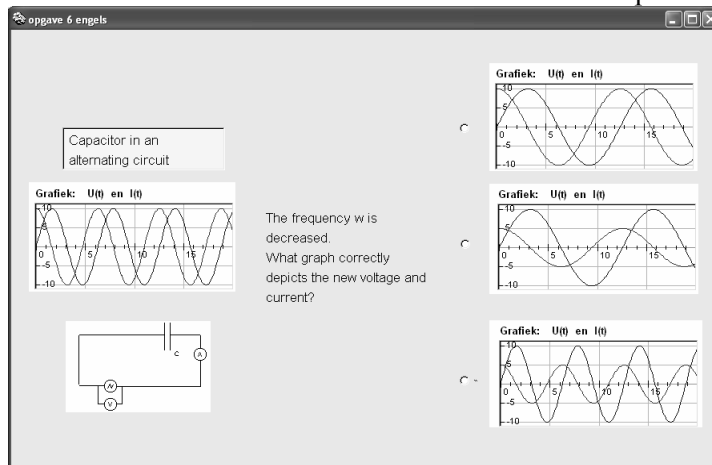 opgave 6 engels
Capacitor in an
alternating circuit
Grafiek: U(t) en I(t)
10
5
0 5 10 15
-5
-10
The frequency w is
decreased.
What graph correctly
depicts the new voltage and
current?
C
A
V
Grafiek: U(t) en I(t)
10
5
0 5 10 15
-5
-10
Grafiek: U(t) en I(t)
10
5
0 5 10 15
-5
-10
Grafiek: U(t) en I(t)
10
5
0 5 10 15
-5
-10